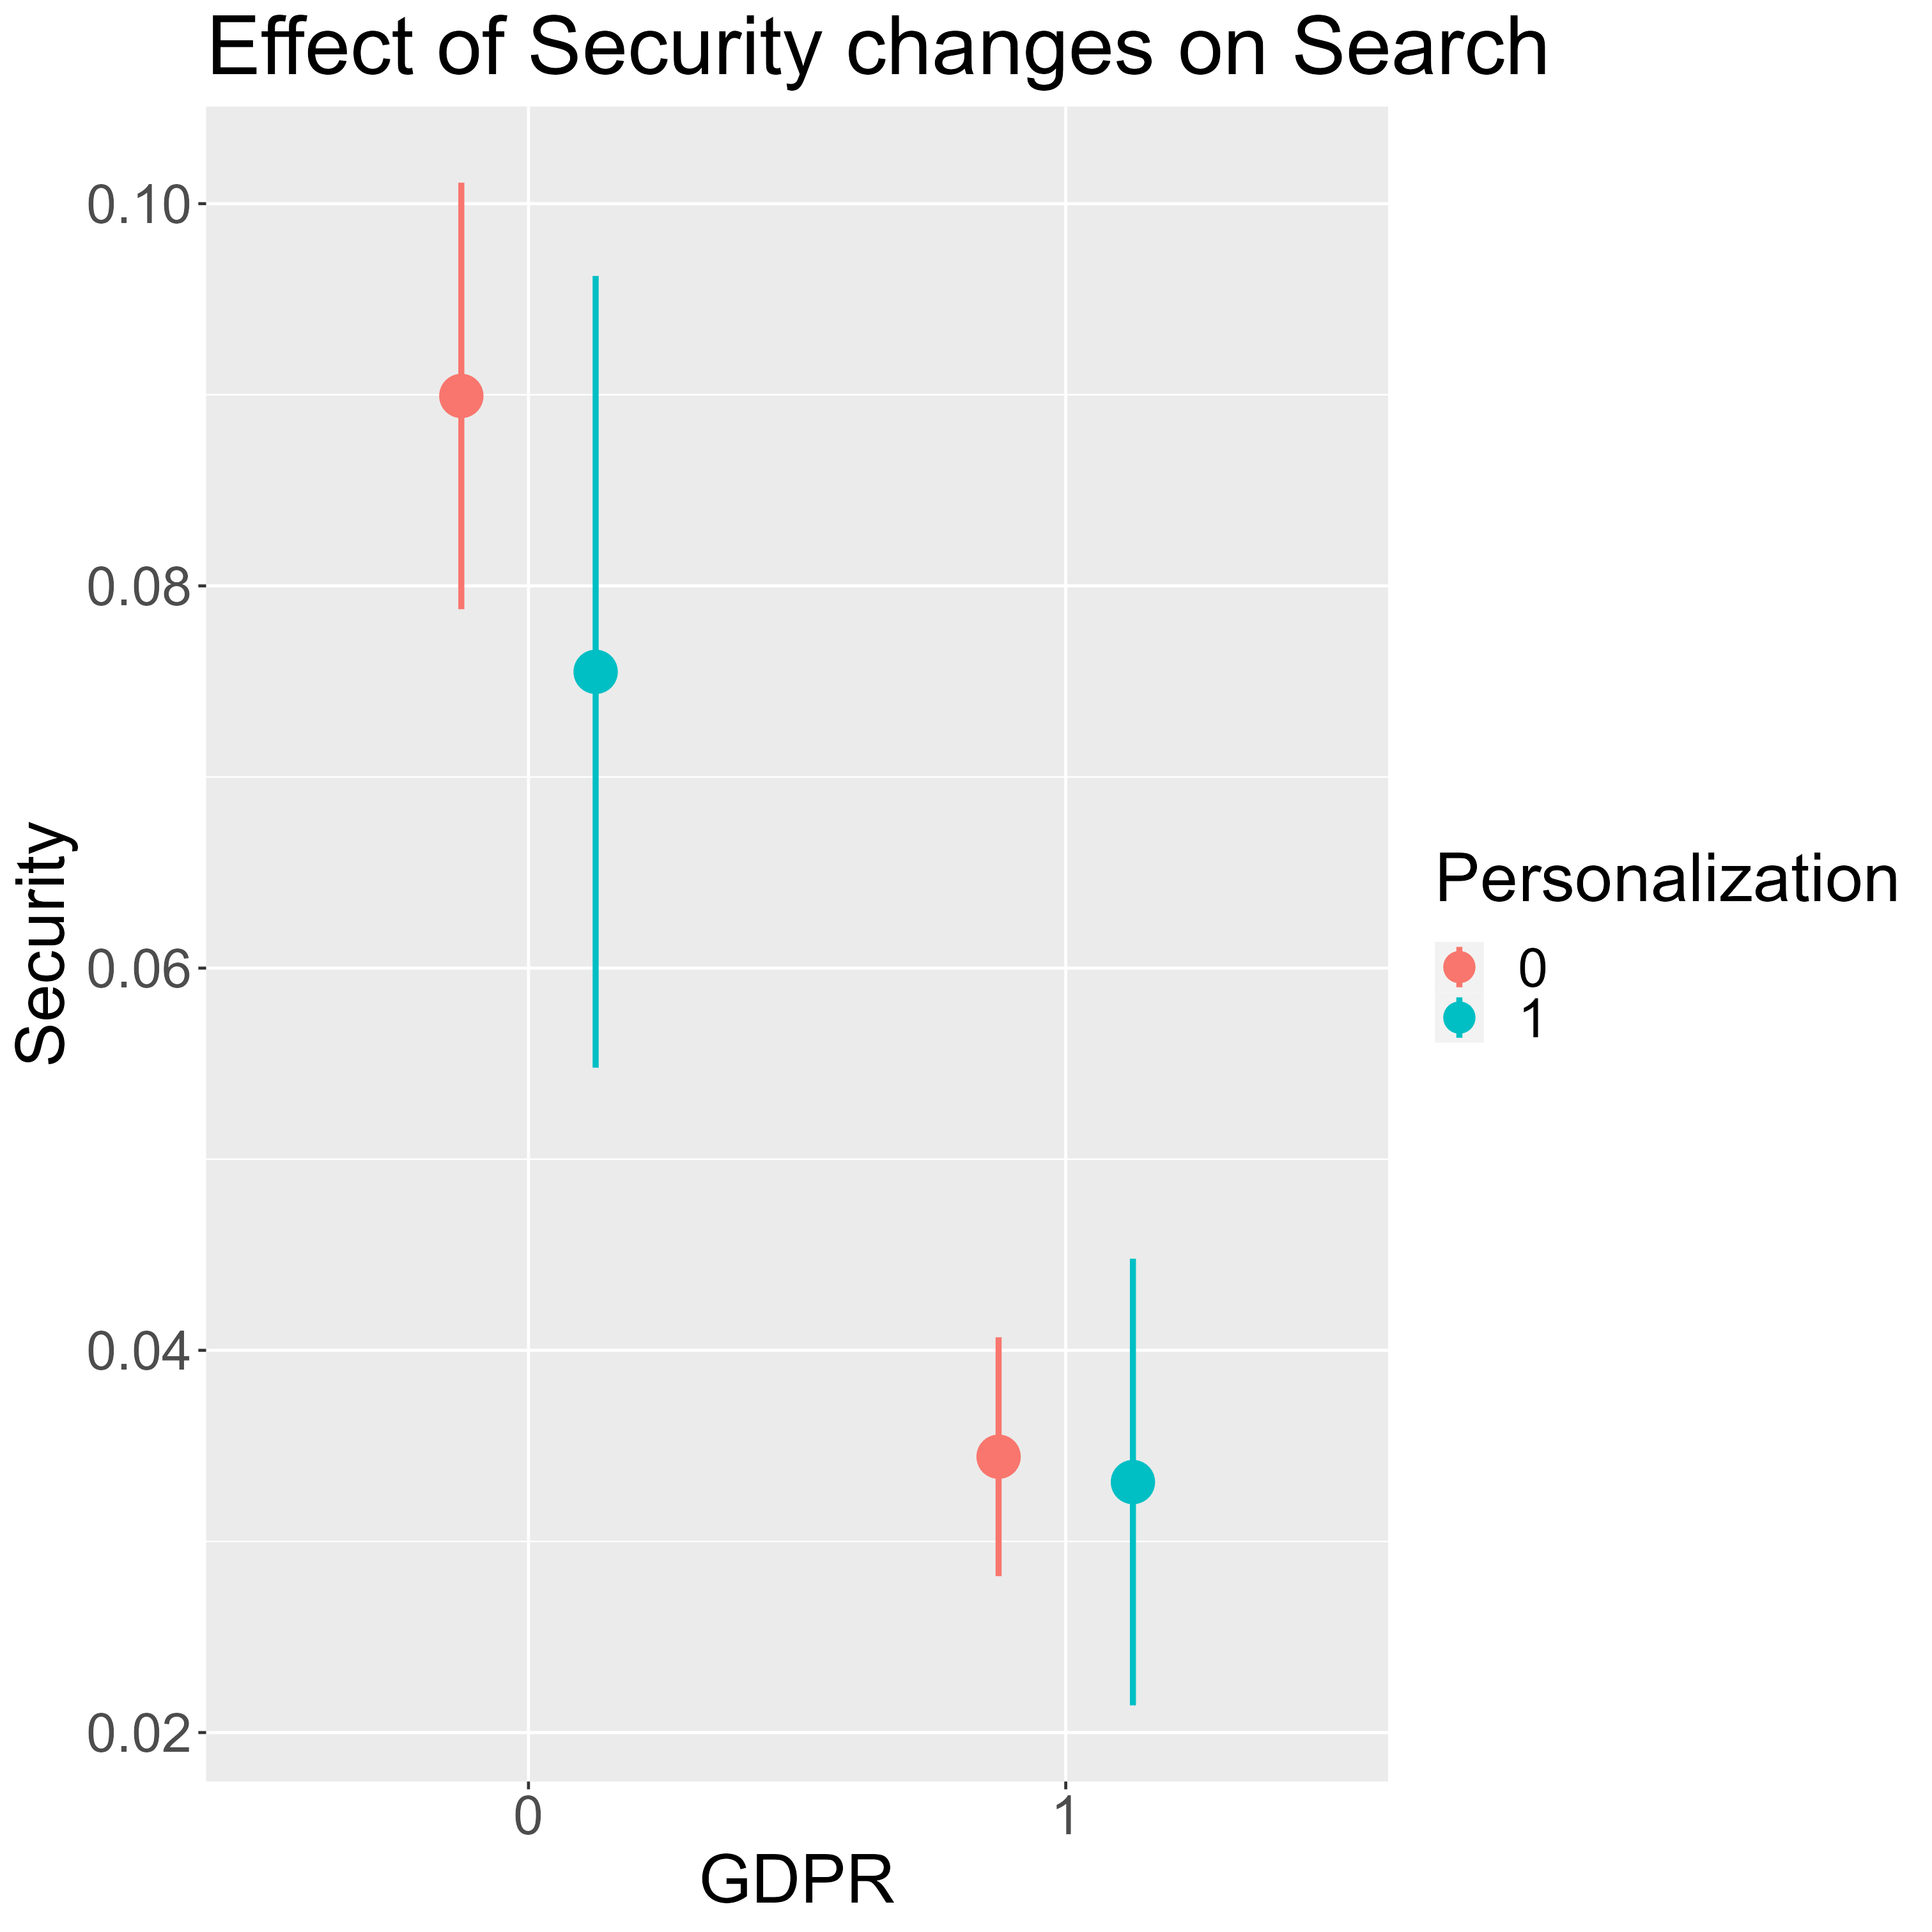 Effect of Security changes on Search
0.10
0.08
0.06
0.04
0.02
Security
0
1
GDPR
Personalization
0
1